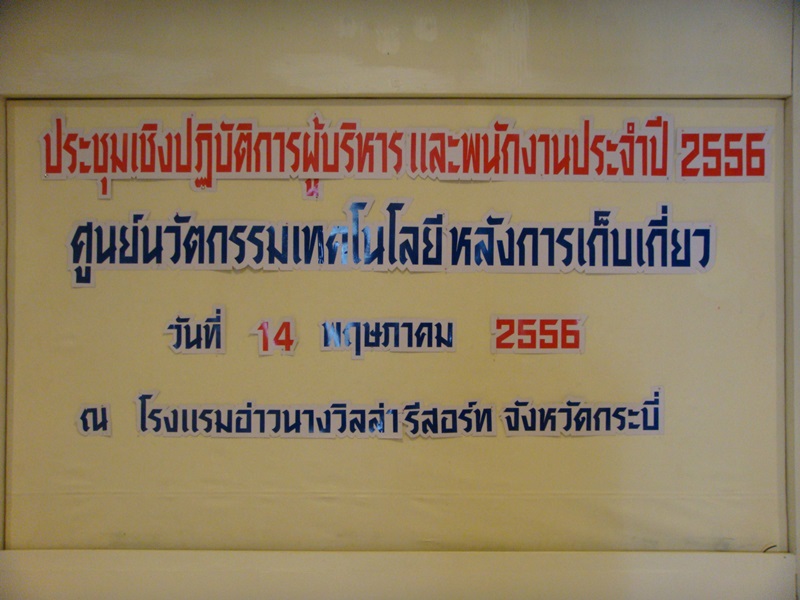 ประชุมเชิงปฏิบัติการผู้บริหาร และพนักงานประจำปี 2556
ศูนย์นวัตกรรมเทคโนโลยีหลังการเก็บเกี่ยว
วันที่ 14 พฤษภาคม 2556
ณ โรงแรมอ่าวนางวิลล่า รีสอร์ท จังหวัดกระบี่